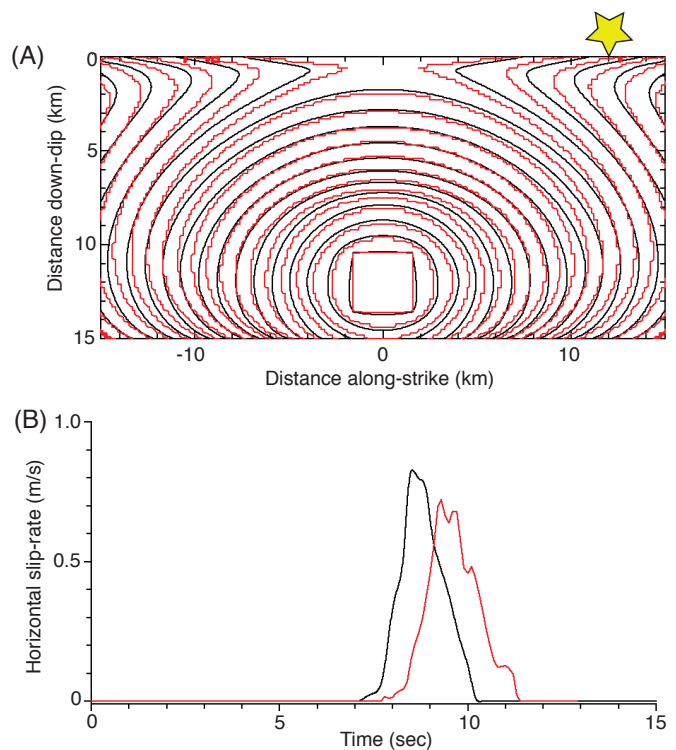 (A)
Distance down-dip (km)
0
5
10
15
-10
0
10
Distance along-strike (km)
(B)
Horizontal slip-rate (m/s)
1.0
0.5
0
0
5
10
15
Time (sec)